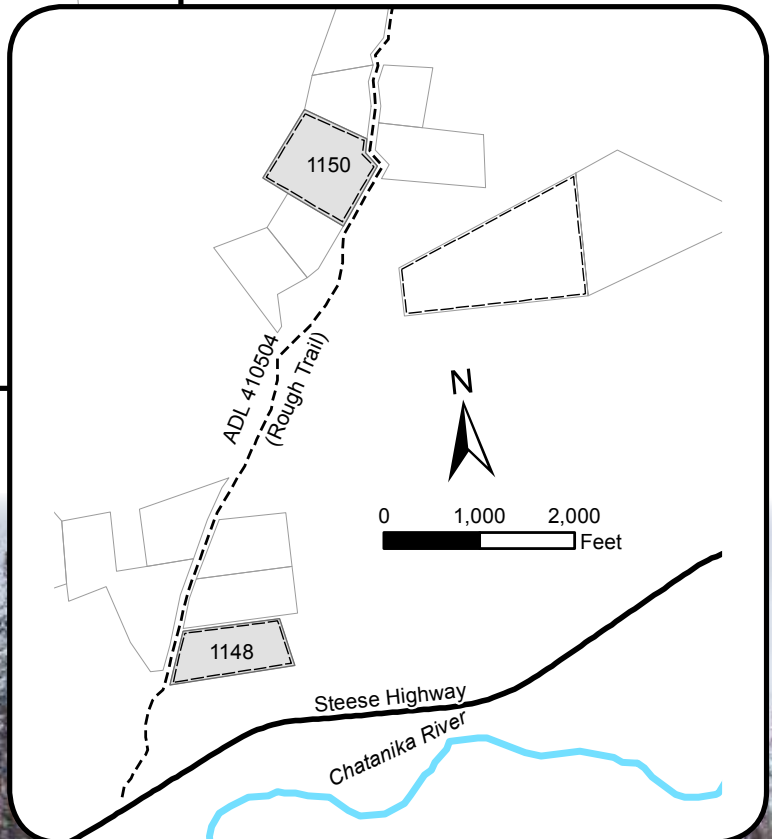 1150
ADL 410504
(Rough Trail)
N
0 1,000 2,000
Feet
1148
Steese Highway
Chatanika River